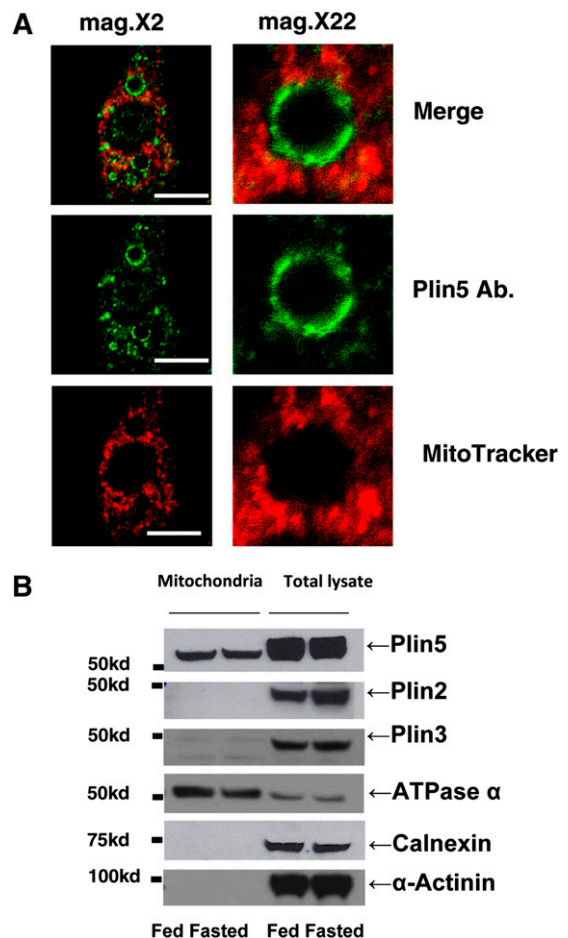 A
mag.X2 mag.X22
Merge
Plin5 Ab.
MitoTracker
B
Mitochondria Total lysate
50kd ←Plin5
50kd ←Plin2
50kd ←Plin3
50kd ←ATPase α
75kd ←Calnexin
100kd ←α-Actinin
Fed Fasted Fed Fasted